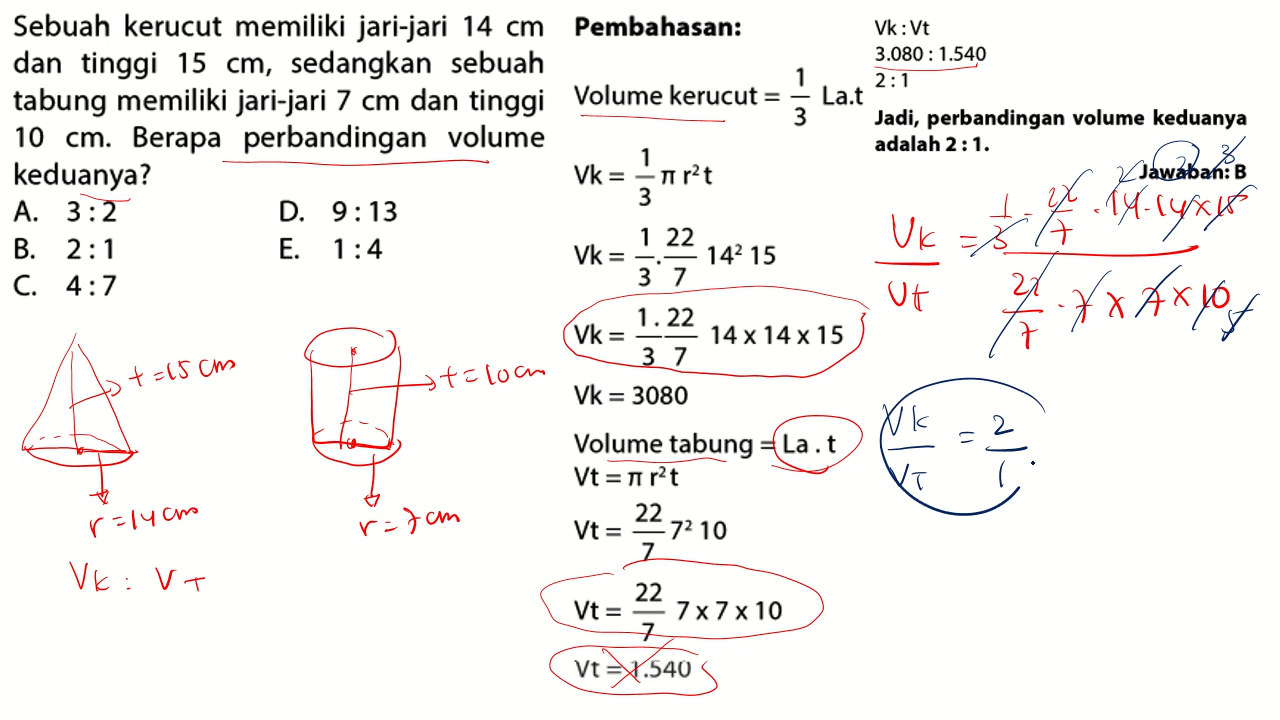 Sebuah kerucut memiliki jari-jari 14 cm
dan tinggi 15 cm, sedangkan sebuah
tabung memiliki jari-jari 7 cm dan tinggi
10 cm. Berapa perbandingan volume
keduanya?
A. 3 : 2
B. 2 : 1
C. 4 : 7
D. 9 : 13
E. 1 : 4
t = 15 cm
r = 14 cm
t = 10 cm
r = 7 cm
Vk : VT
Pembahasan:
Volume kerucut = 1/3 La.t
Vk = 1/3 π r² t
Vk = 1/3 . 22/7 14² 15
Vk = 1/3 . 22/7 14 x 14 x 15
Vk = 3080
Volume tabung = La . t
Vt = π r² t
Vt = 22/7 7² 10
Vt = 22/7 7 x 7 x 10
Vt = 1.540
Vk : Vt
3.080 : 1.540
2 : 1
Jadi, perbandingan volume keduanya
adalah 2 : 1.
Jawaban: B
Vk/Vt = 1/3 . 22/7 . 14 . 14 x 15
22/7 . 7 x 7 x 10
2 2 3
5
Vk/VT = 2/1 .